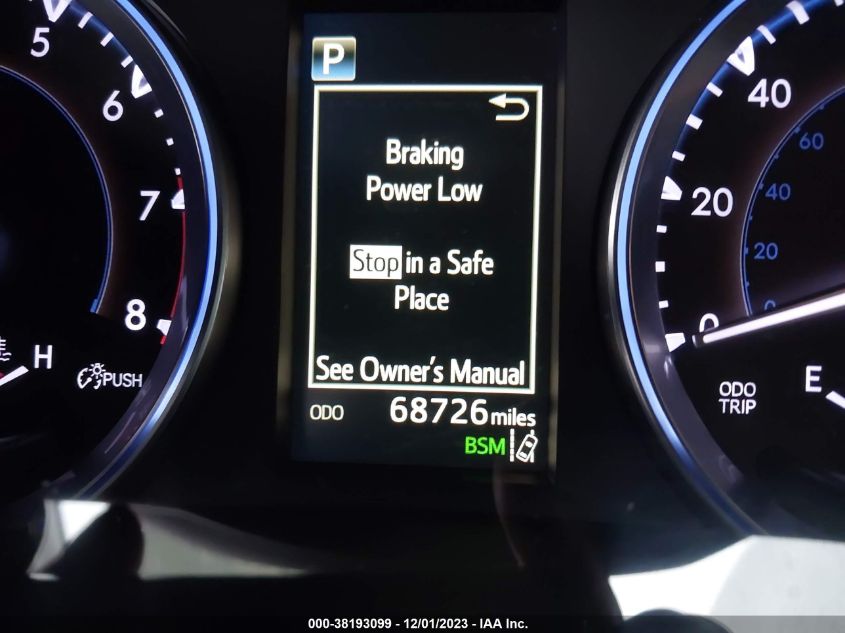 5
6
7
8
H
PUSH
P
Braking
Power Low
Stop in a Safe
Place
See Owner's Manual
ODO 68726 miles
BSM
40
20
0
60
40
20
0
ODO
TRIP
E
000-38193099 - 12/01/2023 - IAA Inc.